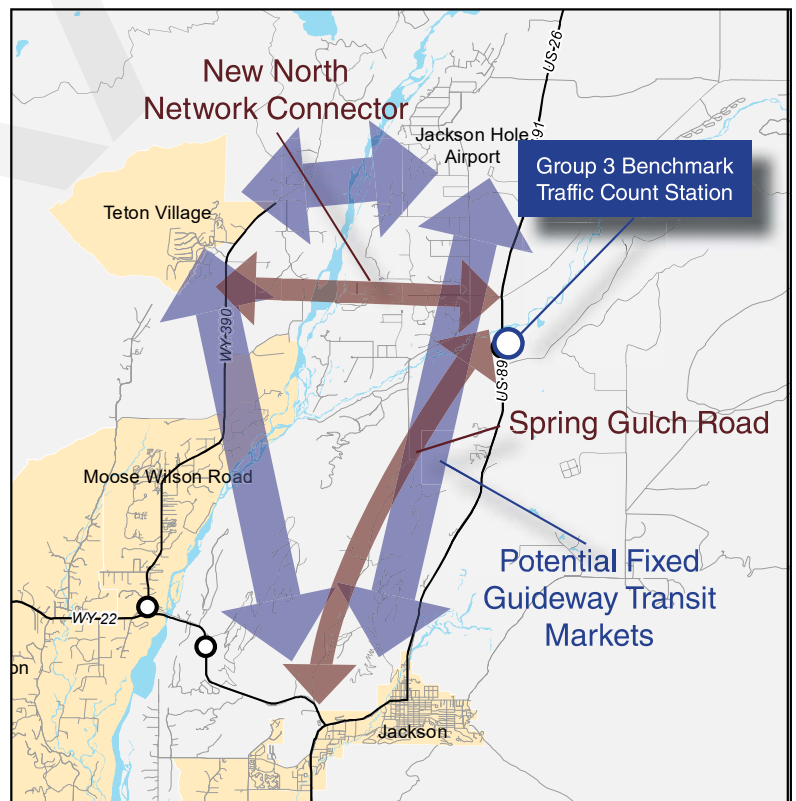 US-26
New North
Network Connector
Jackson Hole
Airport
91
Group 3 Benchmark
Traffic Count Station
Teton Village
WY-390
US-89
Spring Gulch Road
Moose Wilson Road
Potential Fixed
Guideway Transit
Markets
WY-22
on
Jackson